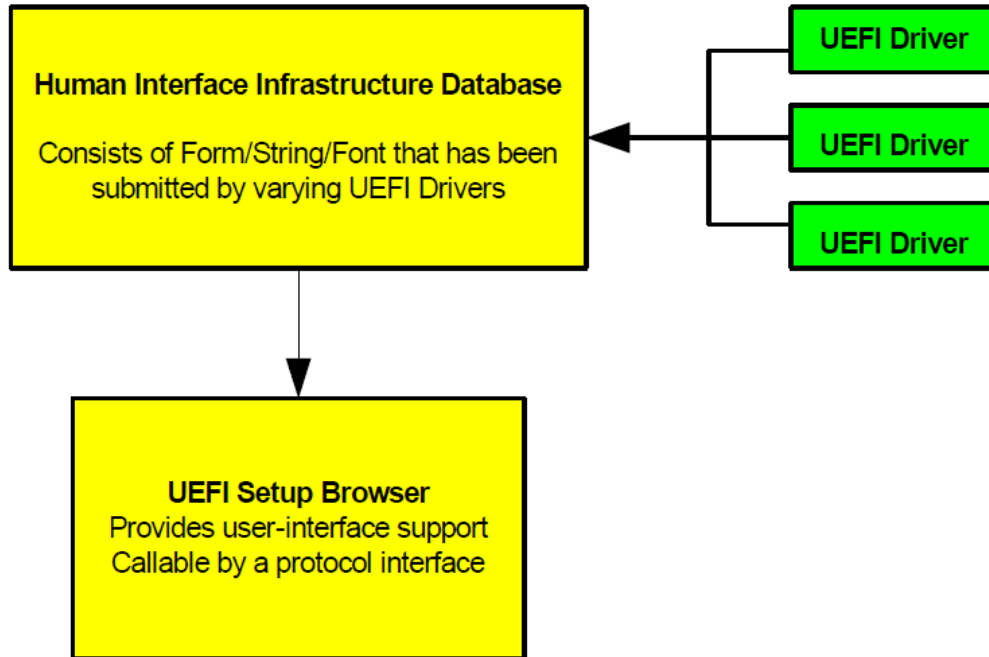 Human Interface Infrastructure Database
Consists of Form/String/Font that has been
submitted by varying UEFI Drivers
UEFI Driver
UEFI Driver
UEFI Driver
UEFI Setup Browser
Provides user-interface support
Callable by a protocol interface